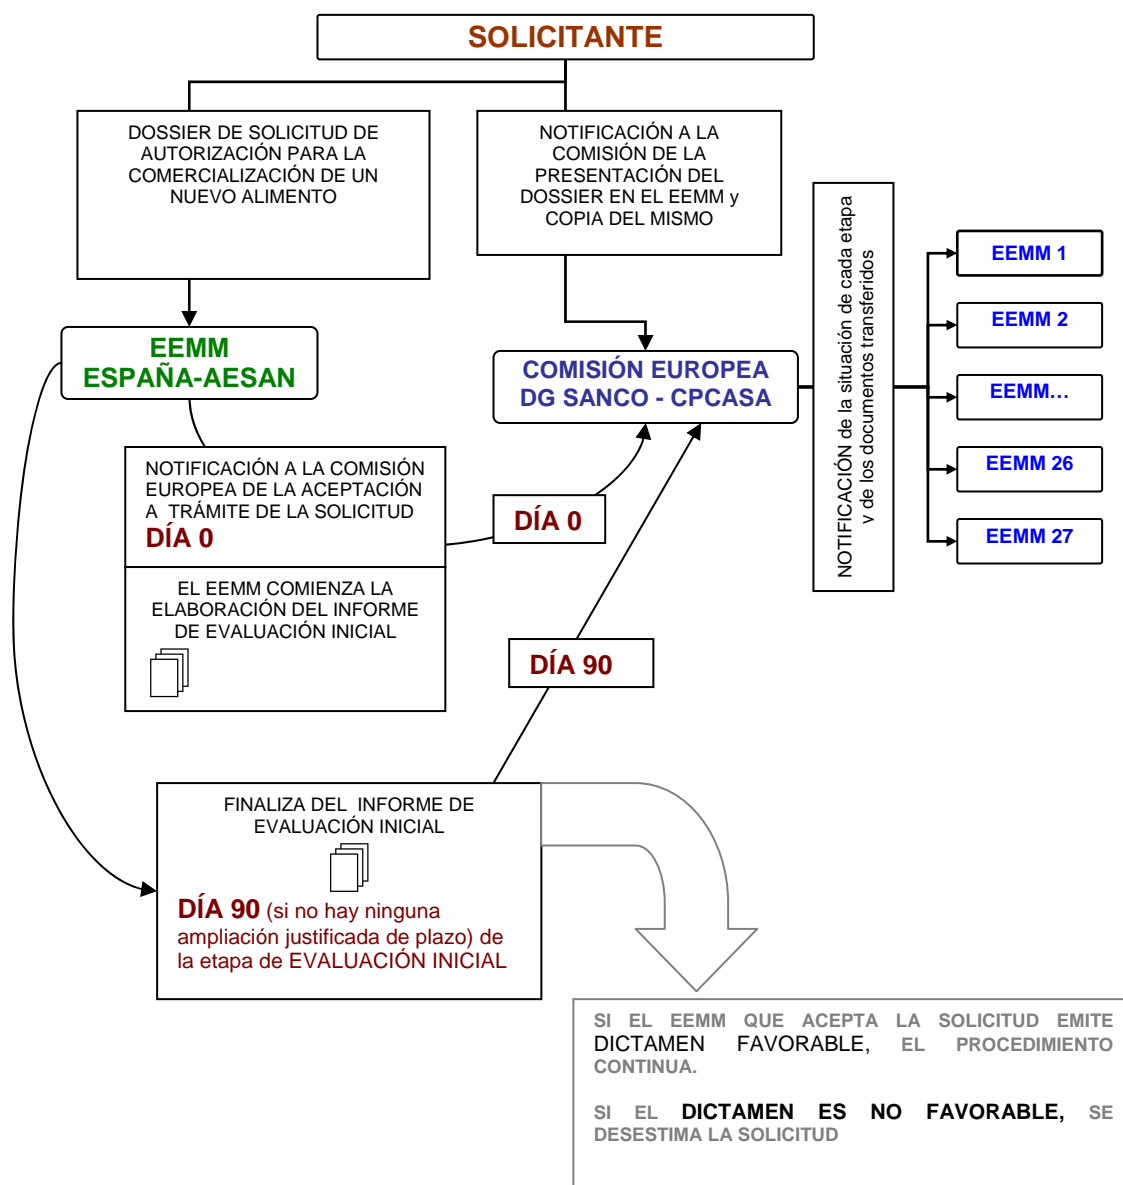 SOLICITANTE
DOSSIER DE SOLICITUD DE
AUTORIZACIÓN PARA LA
COMERCIALIZACIÓN DE UN
NUEVO ALIMENTO
NOTIFICACIÓN A LA
COMISIÓN DE LA
PRESENTACIÓN DEL
DOSSIER EN EL EEMM y
COPIA DEL MISMO
NOTIFICACIÓN de la situación de cada etapa
y de los documentos transferidos
EEMM 1
EEMM 2
EEMM...
EEMM 26
EEMM 27
EEMM
ESPAÑA-AESAN
COMISIÓN EUROPEA
DG SANCO - CPCASA
NOTIFICACIÓN A LA COMISIÓN
EUROPEA DE LA ACEPTACIÓN
A TRÁMITE DE LA SOLICITUD
DÍA 0
DÍA 0
EL EEMM COMIENZA LA
ELABORACIÓN DEL INFORME
DE EVALUACIÓN INICIAL
DÍA 90
FINALIZA DEL INFORME DE
EVALUACIÓN INICIAL
DÍA 90 (si no hay ninguna
ampliación justificada de plazo) de
la etapa de EVALUACIÓN INICIAL
SI EL EEMM QUE ACEPTA LA SOLICITUD EMITE
DICTAMEN FAVORABLE, EL PROCEDIMIENTO
CONTINUA.
SI EL DICTAMEN ES NO FAVORABLE, SE
DESESTIMA LA SOLICITUD